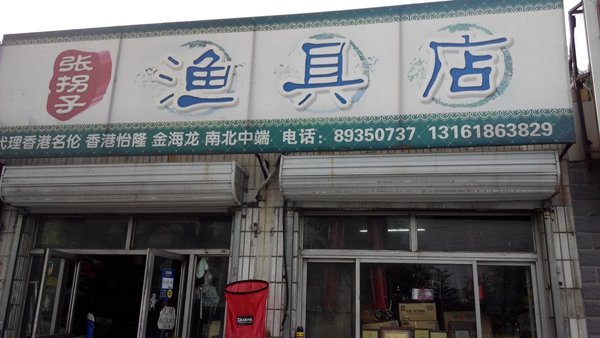 张拐子
渔具店
代理香港名伦 香港怡隆 金海龙 南北中端 电话：89350737 13161863829